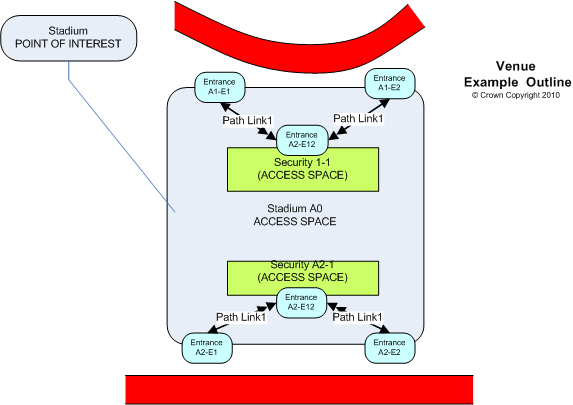 Stadium
POINT OF INTEREST
Venue
Example Outline
© Crown Copyright 2010
Entrance
A1-E1
Entrance
A1-E2
Path Link1
Path Link1
Entrance
A2-E12
Security 1-1
(ACCESS SPACE)
Stadium A0
ACCESS SPACE
Security A2-1
(ACCESS SPACE)
Entrance
A2-E12
Path Link1
Path Link1
Entrance
A2-E1
Entrance
A2-E2